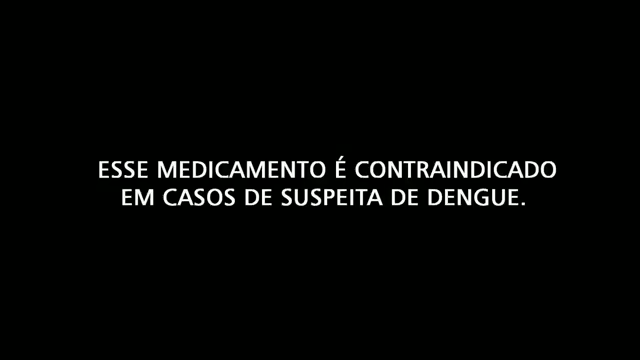 ESSE MEDICAMENTO É CONTRAINDICADO
EM CASOS DE SUSPEITA DE DENGUE.